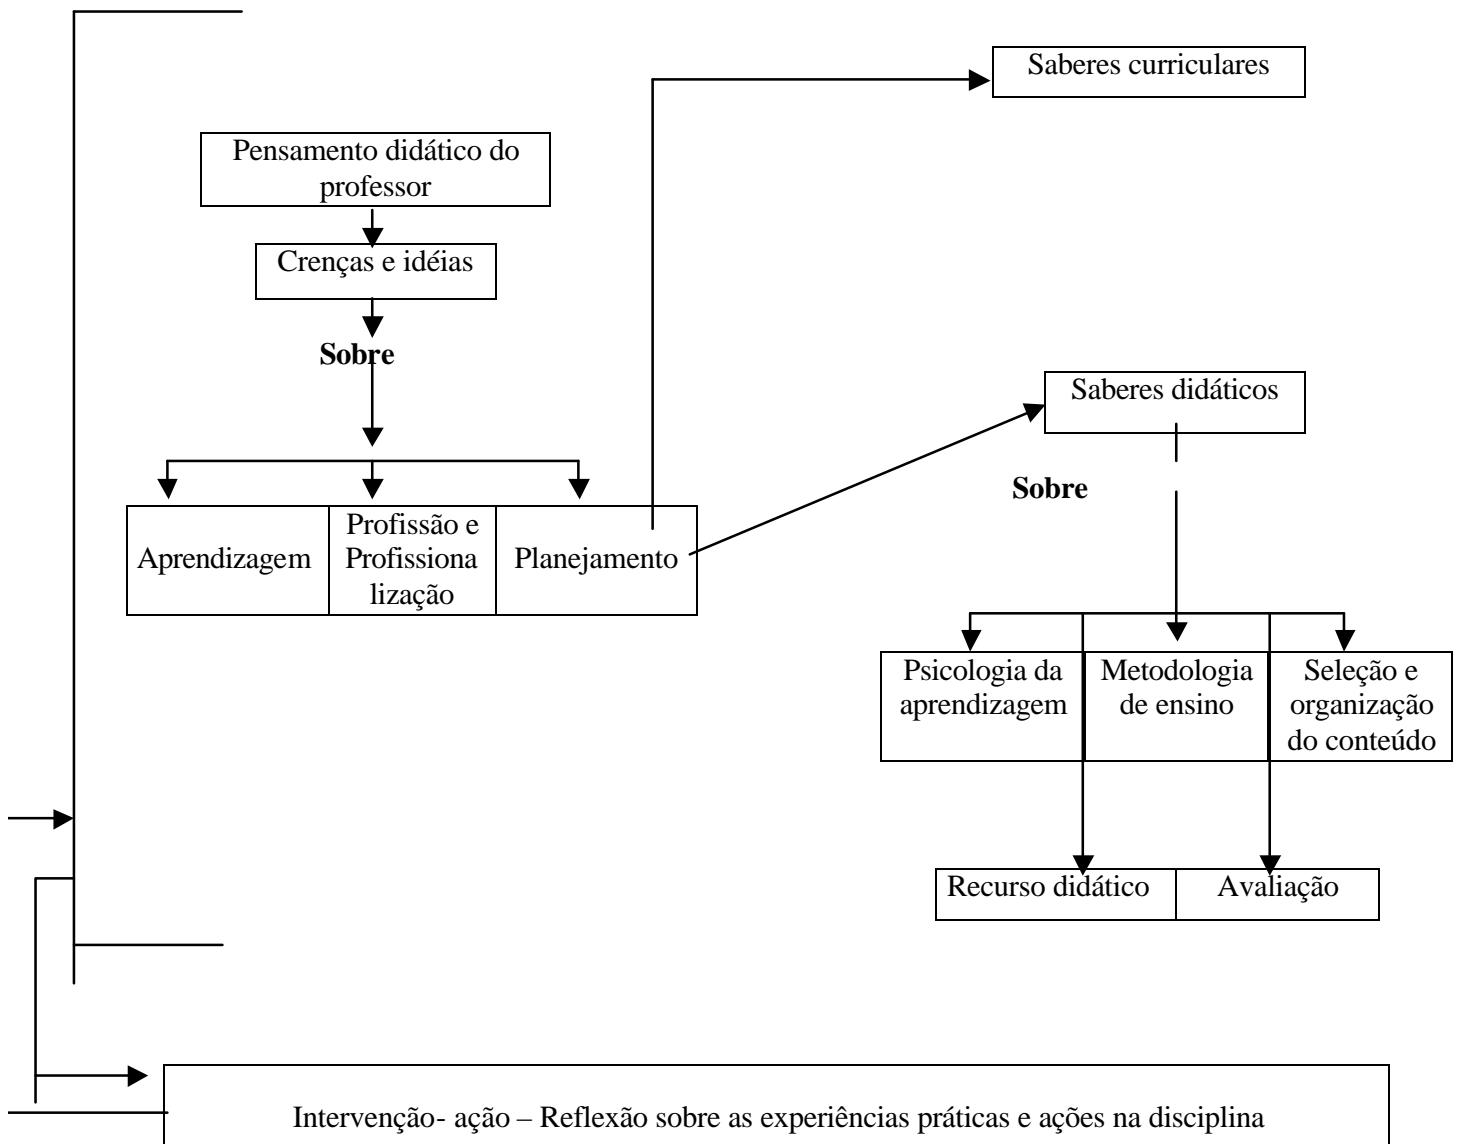 Saberes curriculares
Pensamento didático do
professor
Crenças e idéias
Sobre
Saberes didáticos
Sobre
Aprendizagem
Profissão e
Profissiona
lização
Planejamento
Psicologia da
aprendizagem
Metodologia
de ensino
Seleção e
organização
do conteúdo
Recurso didático
Avaliação
Intervenção- ação – Reflexão sobre as experiências práticas e ações na disciplina